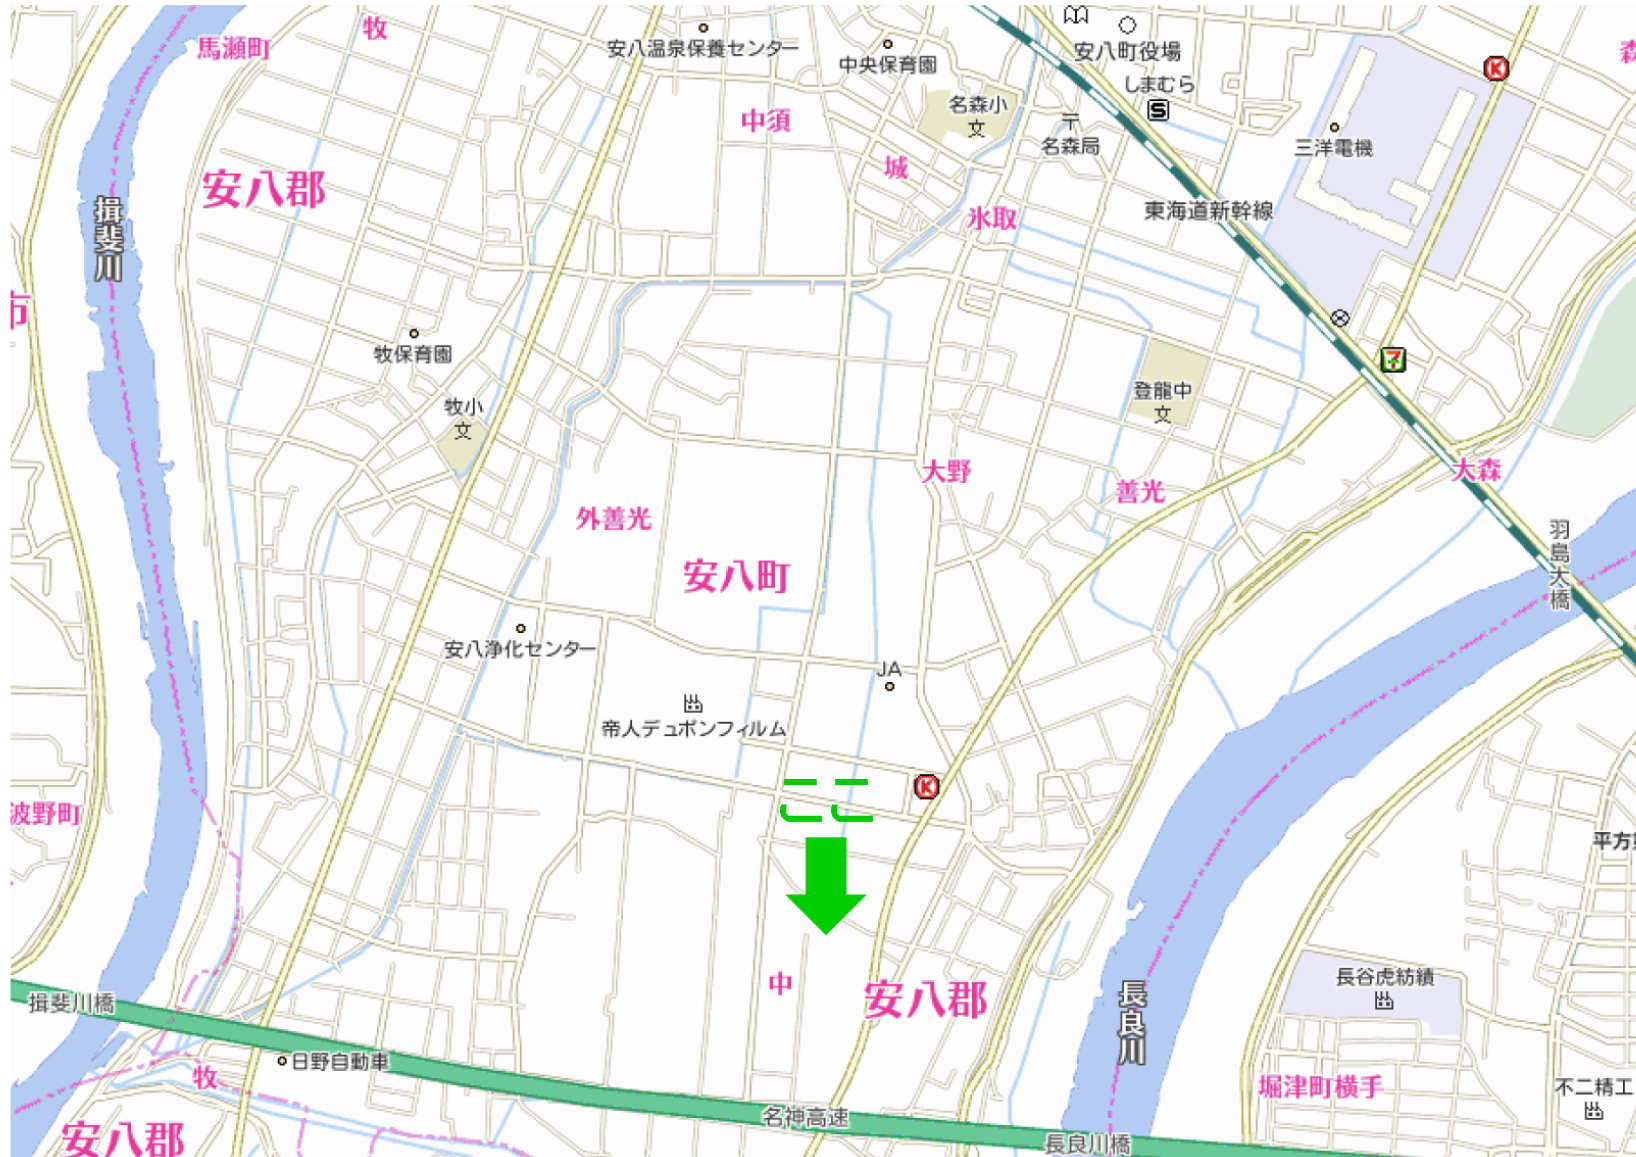 牧
馬瀬町
安八温泉保養センター
中央保育園
安八町役場
しまむら
S
K
中須
名森小
文
名森局
三洋電機
城
安八郡
揖斐川
氷取
東海道新幹線
市
牧保育園
7
登龍中
文
牧小
文
大野
善光
大森
外善光
羽島大橋
安八町
安八浄化センター
JA
帝人デュポンフィルム
K
波野町
中
安八郡
長良川
長谷虎紡績
揖斐川橋
日野自動車
牧
堀津町横手
不二精工
名神高速
安八郡
長良川橋